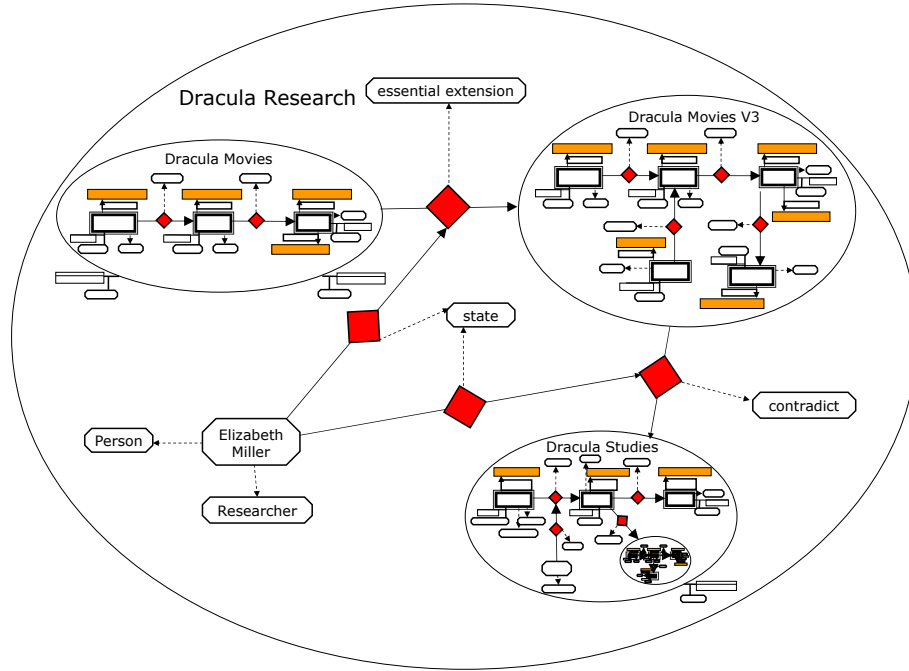 essential extension
Dracula Research
Dracula Movies V3
Dracula Movies
state
contradict
Person
Elizabeth
Miller
Dracula Studies
Researcher